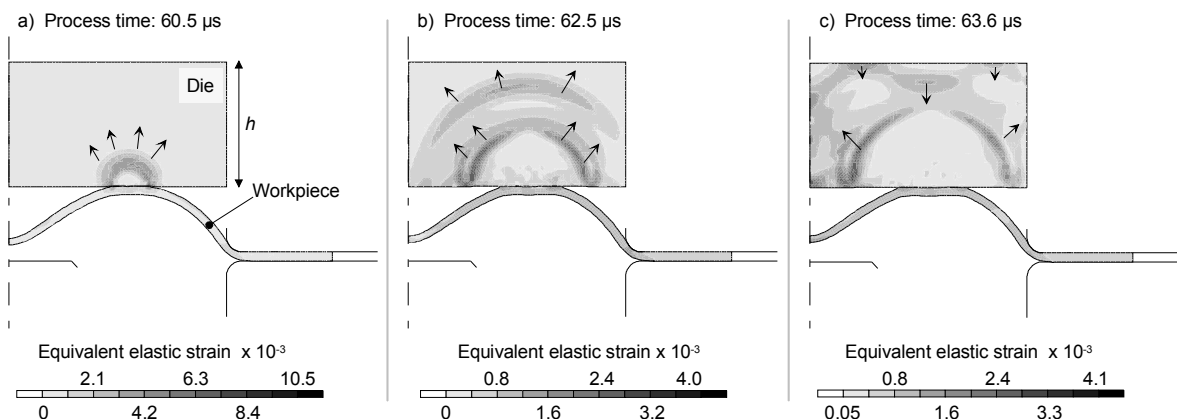 a) Process time: 60.5 µs
Die
h
Workpiece
Equivalent elastic strain x 10-3
2.1 6.3 10.5
0 4.2 8.4
b) Process time: 62.5 µs
Equivalent elastic strain x 10-3
0.8 2.4 4.0
0 1.6 3.2
c) Process time: 63.6 µs
Equivalent elastic strain x 10-3
0.8 2.4 4.1
0.05 1.6 3.3